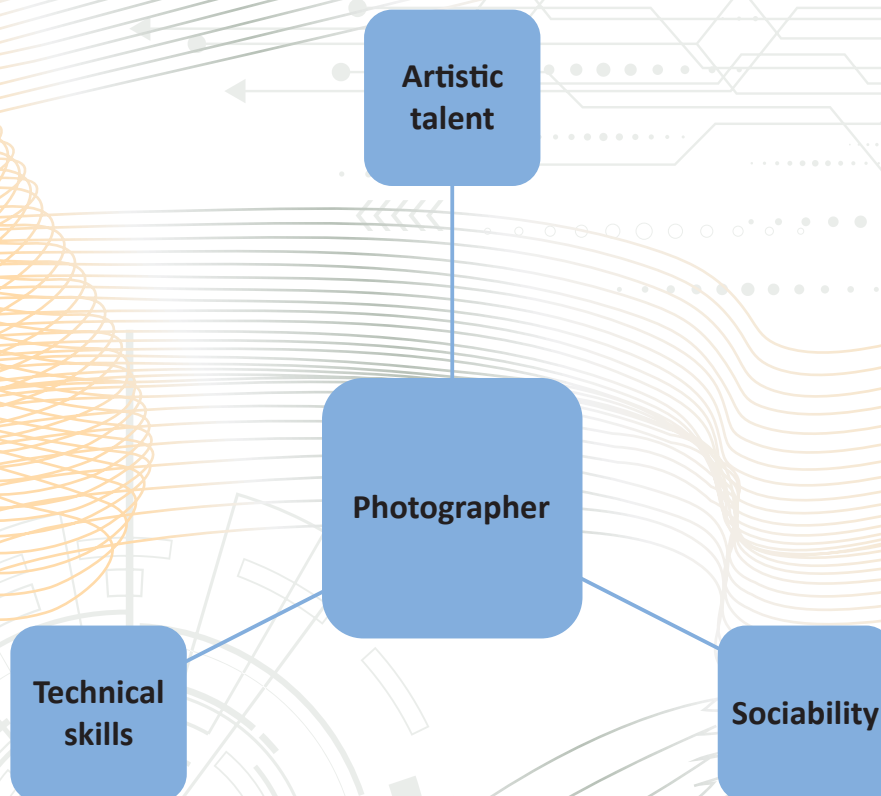 Artistic
talent
Photographer
Technical
skills
Sociability